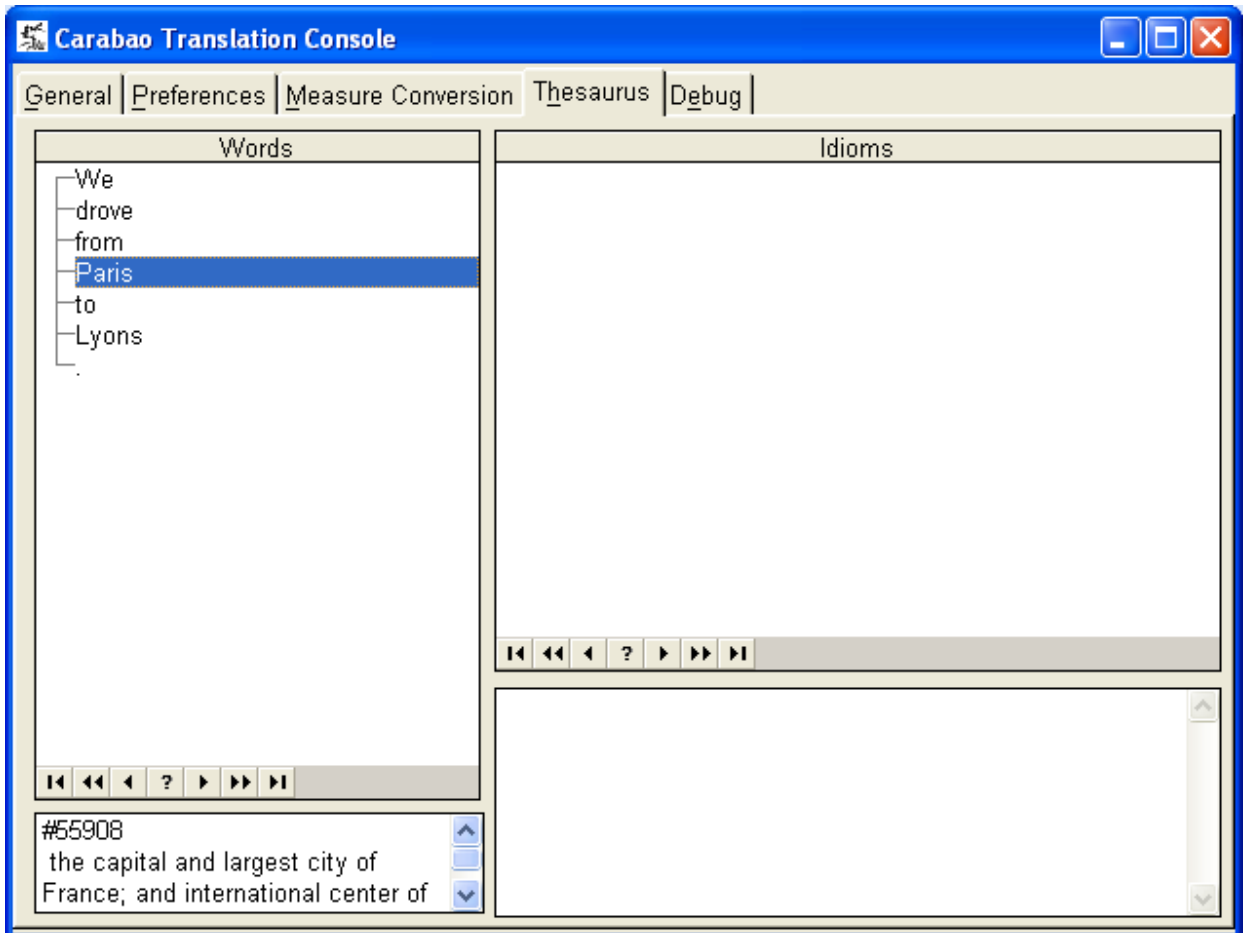 Carabao Translation Console
General Preferences Measure Conversion Thesaurus Debug
Words
We
drove
from
Paris
to
Lyons
.
?
#55908
the capital and largest city of
France; and international center of
Idioms
?